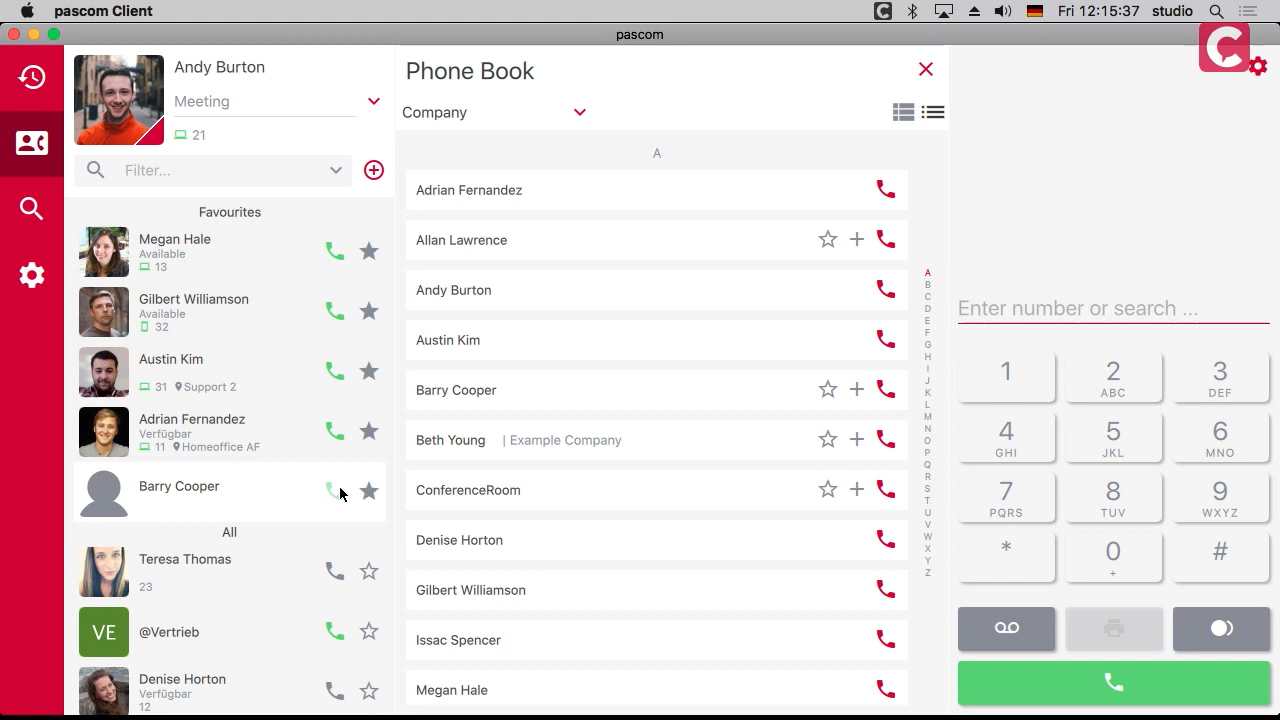 pascom Client
Fri 12:15:37 studio
pascom
Andy Burton
Meeting
21
Filter...
Favourites
Megan Hale
Available
13
Gilbert Williamson
Available
32
Austin Kim
31 Support 2
Adrian Fernandez
Verfügbar
11 Homeoffice AF
Barry Cooper
All
Teresa Thomas
23
VE @Vertrieb
Denise Horton
Verfügbar
12
Phone Book
Company
A
Adrian Fernandez
Allan Lawrence
Andy Burton
Austin Kim
Barry Cooper
Beth Young | Example Company
ConferenceRoom
Denise Horton
Gilbert Williamson
Issac Spencer
Megan Hale
A
B
C
D
E
F
G
H
I
J
K
L
M
N
O
P
Q
R
S
T
U
V
W
X
Y
Z
Enter number or search ...
1 2 3
ABC DEF
4 5 6
GHI JKL MNO
7 8 9
PQRS TUV WXYZ
* 0 #
+